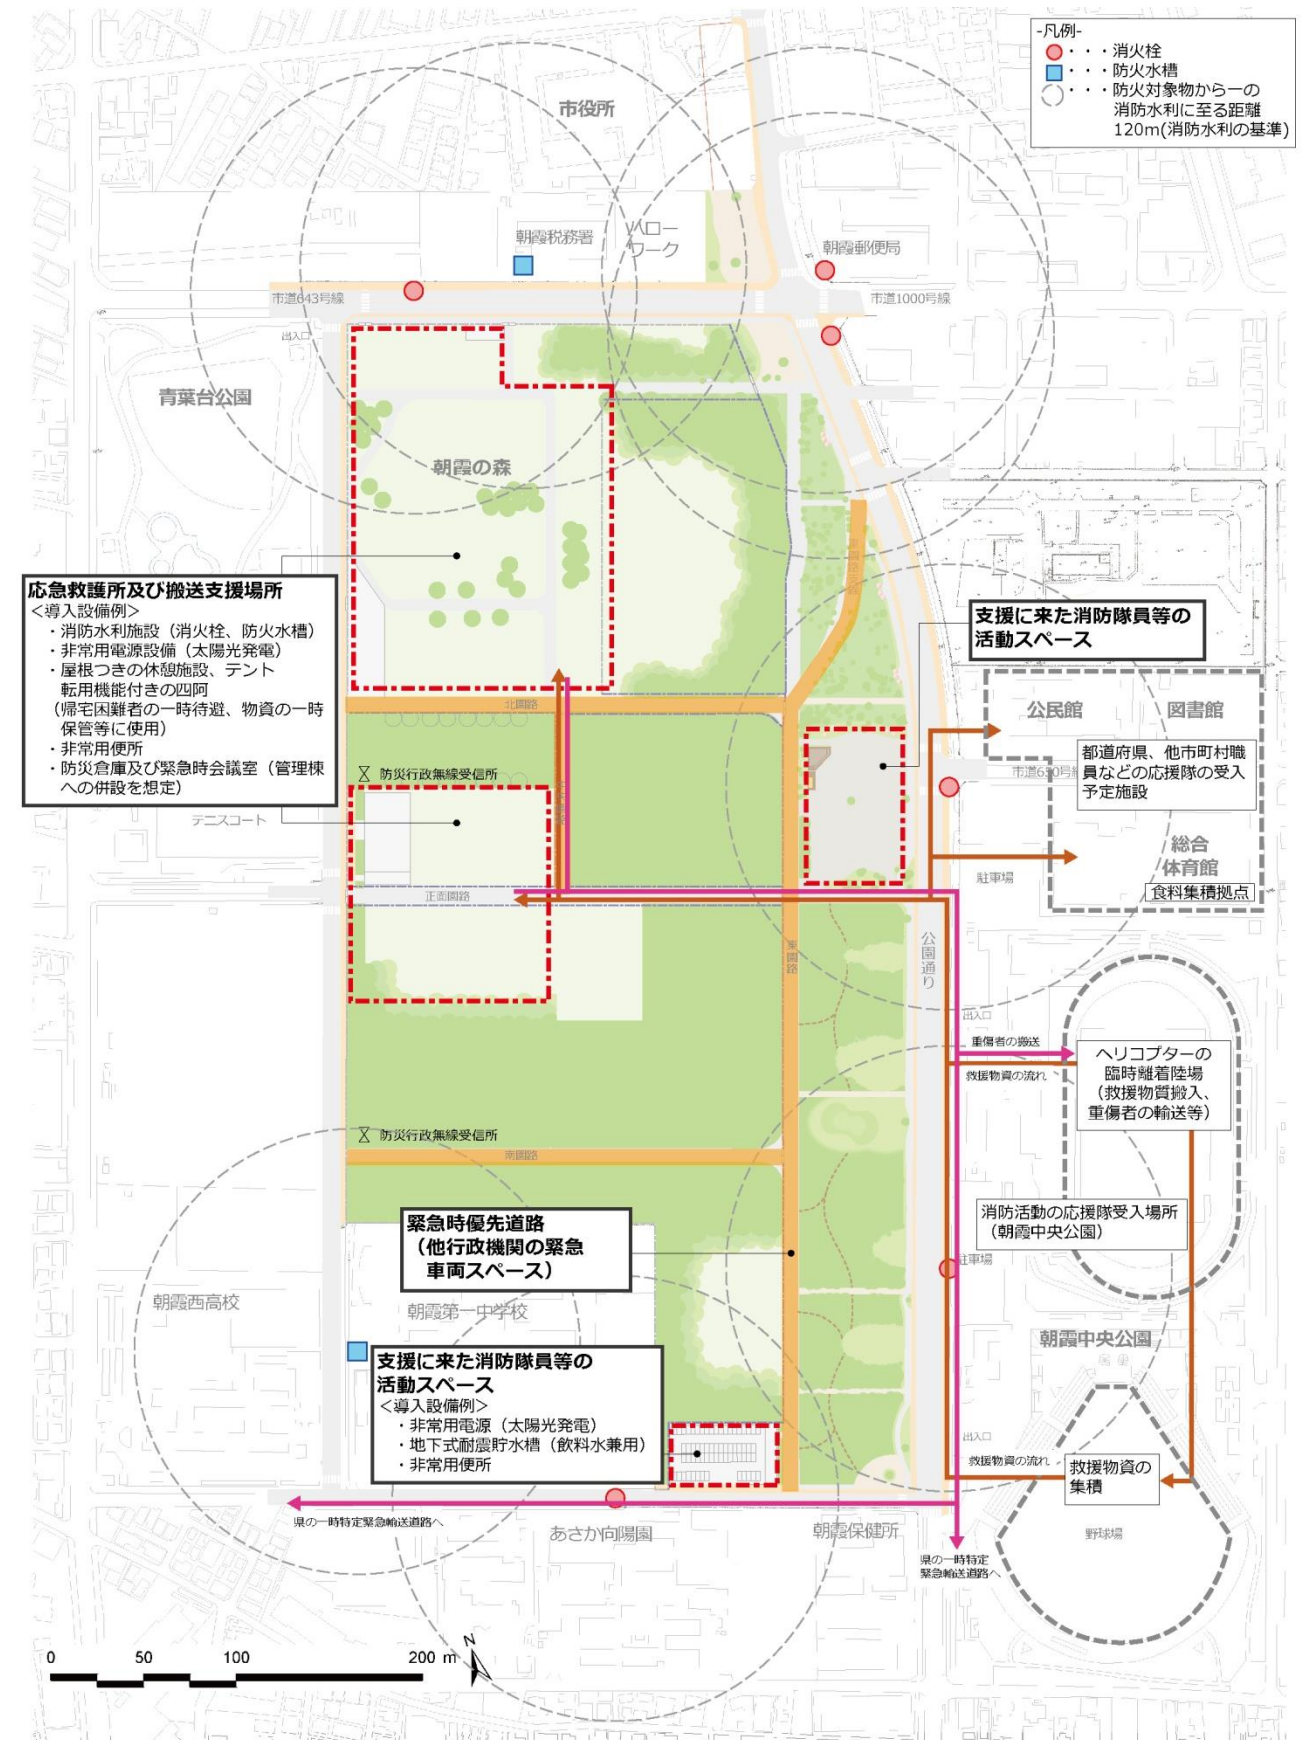 -凡例-
・・・消火栓
・・・防火水槽
・・・防火対象物から一の
消防水利に至る距離
120m(消防水利の基準)
市役所
朝霞税務署
ハロー
ワーク
朝霞郵便局
市道643号線
市道1000号線
出入口
青葉台公園
朝霞の森
応急救護所及び搬送支援場所
＜導入設備例＞
・消防水利施設（消火栓、防火水槽）
・非常用電源設備（太陽光発電）
・屋根つきの休憩施設、テント
転用機能付きの四阿
（帰宅困難者の一時待避、物資の一時
保管等に使用）
・非常用便所
・防災倉庫及び緊急時会議室（管理棟
への併設を想定）
支援に来た消防隊員等の
活動スペース
北園路
公民館
図書館
都道府県、他市町村職
員などの応援隊の受入
予定施設
防災行政無線受信所
テニスコート
総合
体育館
食料集積拠点
駐車場
正面園路
東園路
公園通り
出入口
重傷者の搬送
救援物資の流れ
ヘリコプターの
臨時離着陸場
（救援物質搬入、
重傷者の輸送等）
防災行政無線受信所
南園路
消防活動の応援隊受入場所
（朝霞中央公園）
緊急時優先道路
（他行政機関の緊急
車両スペース）
駐車場
朝霞西高校
朝霞第一中学校
朝霞中央公園
支援に来た消防隊員等の
活動スペース
＜導入設備例＞
・非常用電源（太陽光発電）
・地下式耐震貯水槽（飲料水兼用）
・非常用便所
出入口
救援物資の流れ
救援物資の
集積
県の一時特定緊急輸送道路へ
あさか向陽園
朝霞保健所
野球場
県の一時特定
緊急輸送道路へ
0 50 100 200 m
N